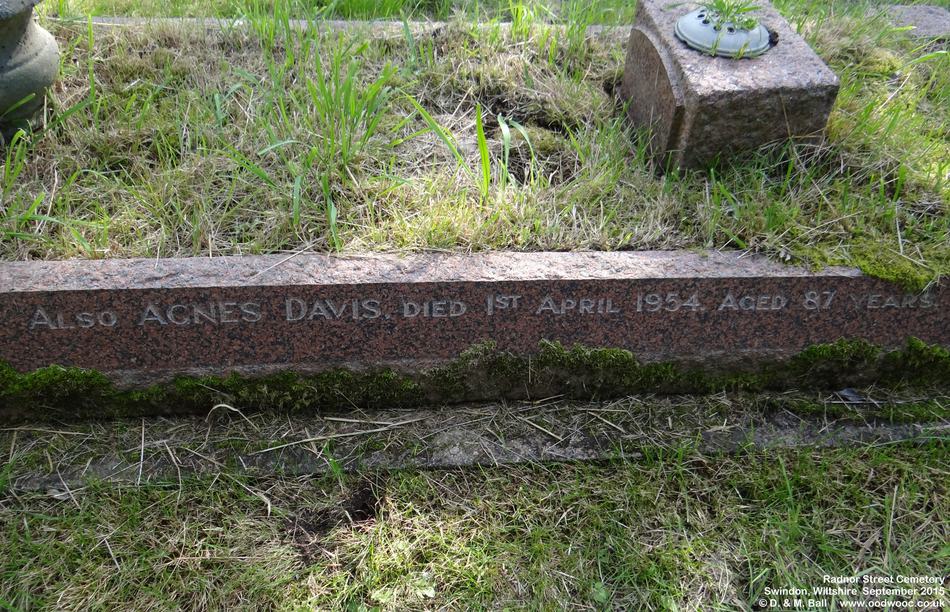 ALSO AGNES DAVIS. DIED 1ST APRIL 1954. AGED 87 YEARS.
Radnor Street Cemetery
Swindon, Wiltshire September 2011
© D. & M. Ball www.oodwooc.co.uk